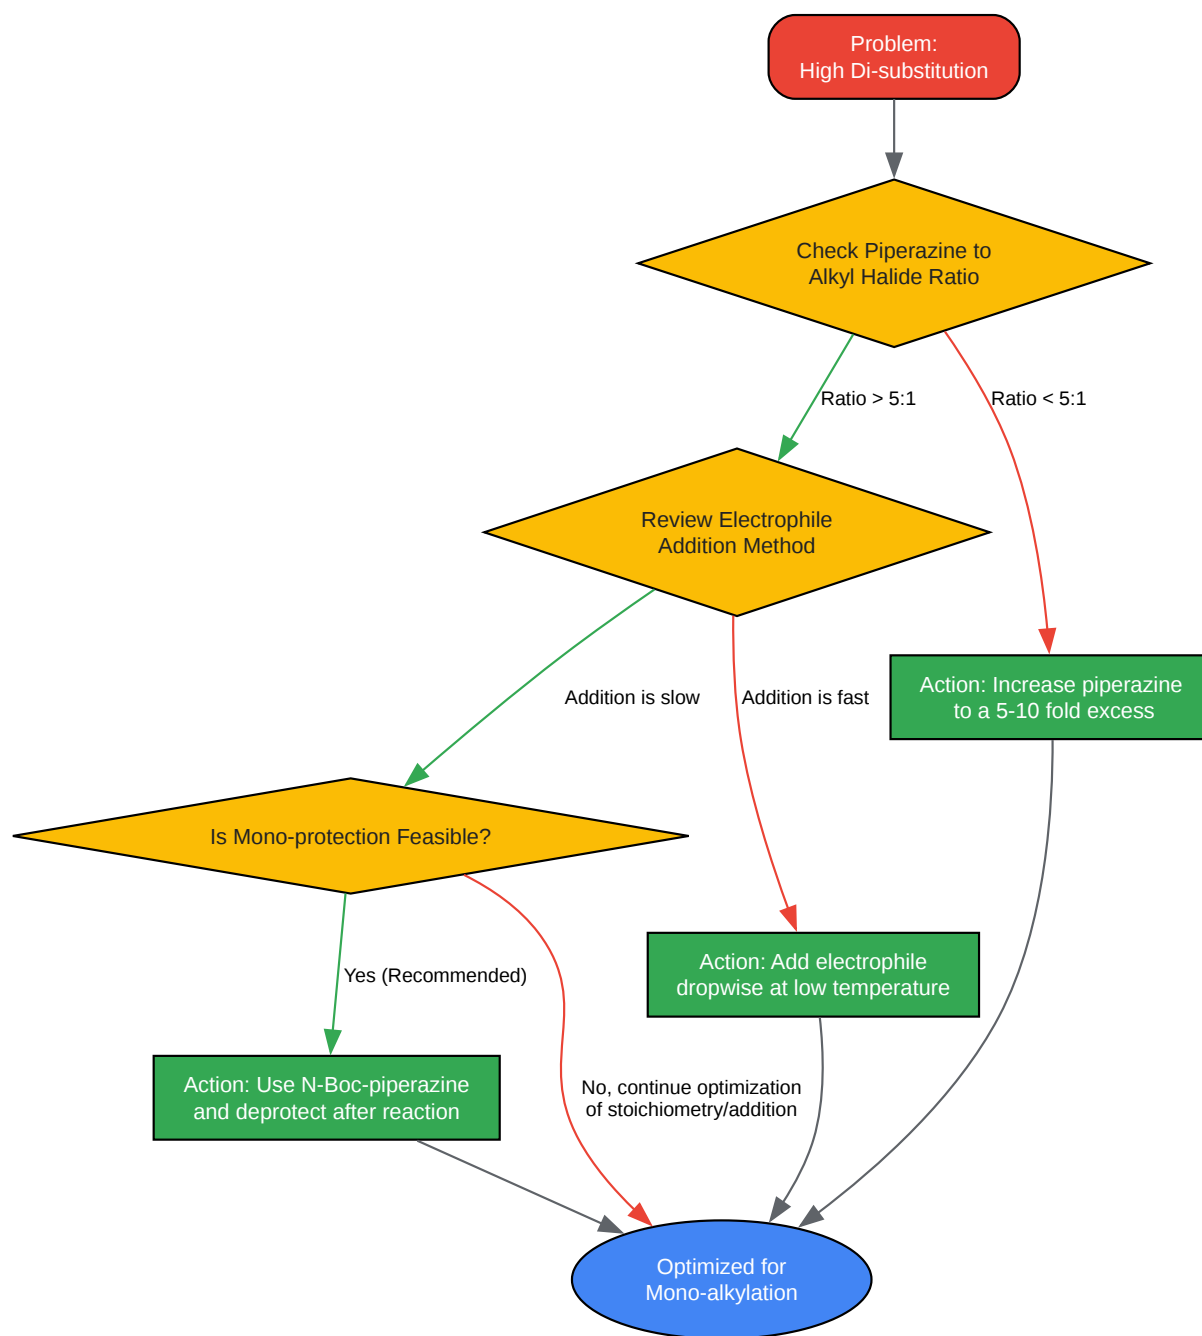 Problem:
High Di-substitution
Check Piperazine to
Alkyl Halide Ratio
Ratio > 5:1
Ratio < 5:1
Review Electrophile
Addition Method
Addition is slow
Addition is fast
Action: Increase piperazine
to a 5-10 fold excess
Is Mono-protection Feasible?
Yes (Recommended)
Action: Add electrophile
dropwise at low temperature
Action: Use N-Boc-piperazine
and deprotect after reaction
No, continue optimization
of stoichiometry/addition
Optimized for
Mono-alkylation